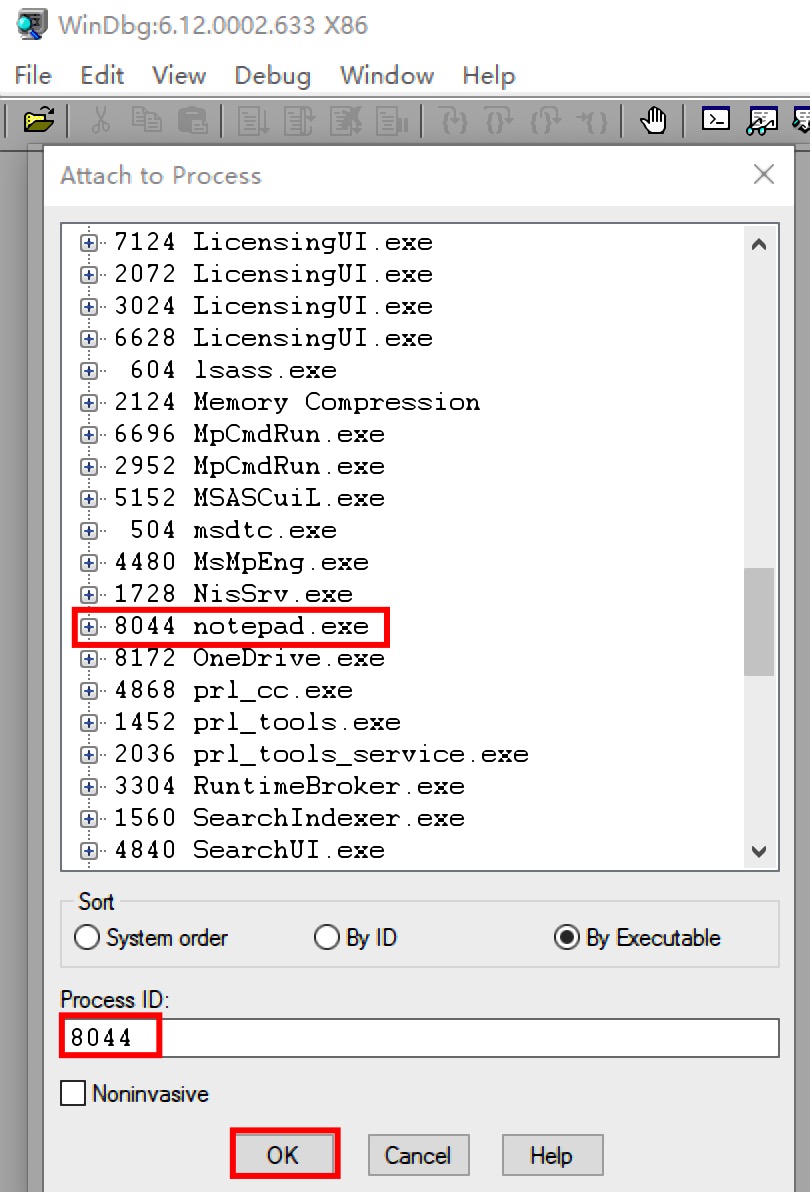 WinDbg:6.12.0002.633 X86
File Edit View Debug Window Help
Attach to Process
7124 LicensingUI.exe
2072 LicensingUI.exe
3024 LicensingUI.exe
6628 LicensingUI.exe
604 lsass.exe
2124 Memory Compression
6696 MpCmdRun.exe
2952 MpCmdRun.exe
5152 MSASCuiL.exe
504 msdtc.exe
4480 MsMpEng.exe
1728 NisSrv.exe
8044 notepad.exe
8172 OneDrive.exe
4868 prl_cc.exe
1452 prl_tools.exe
2036 prl_tools_service.exe
3304 RuntimeBroker.exe
1560 SearchIndexer.exe
4840 SearchUI.exe
Sort
System order By ID By Executable
Process ID:
8044
Noninvasive
OK Cancel Help